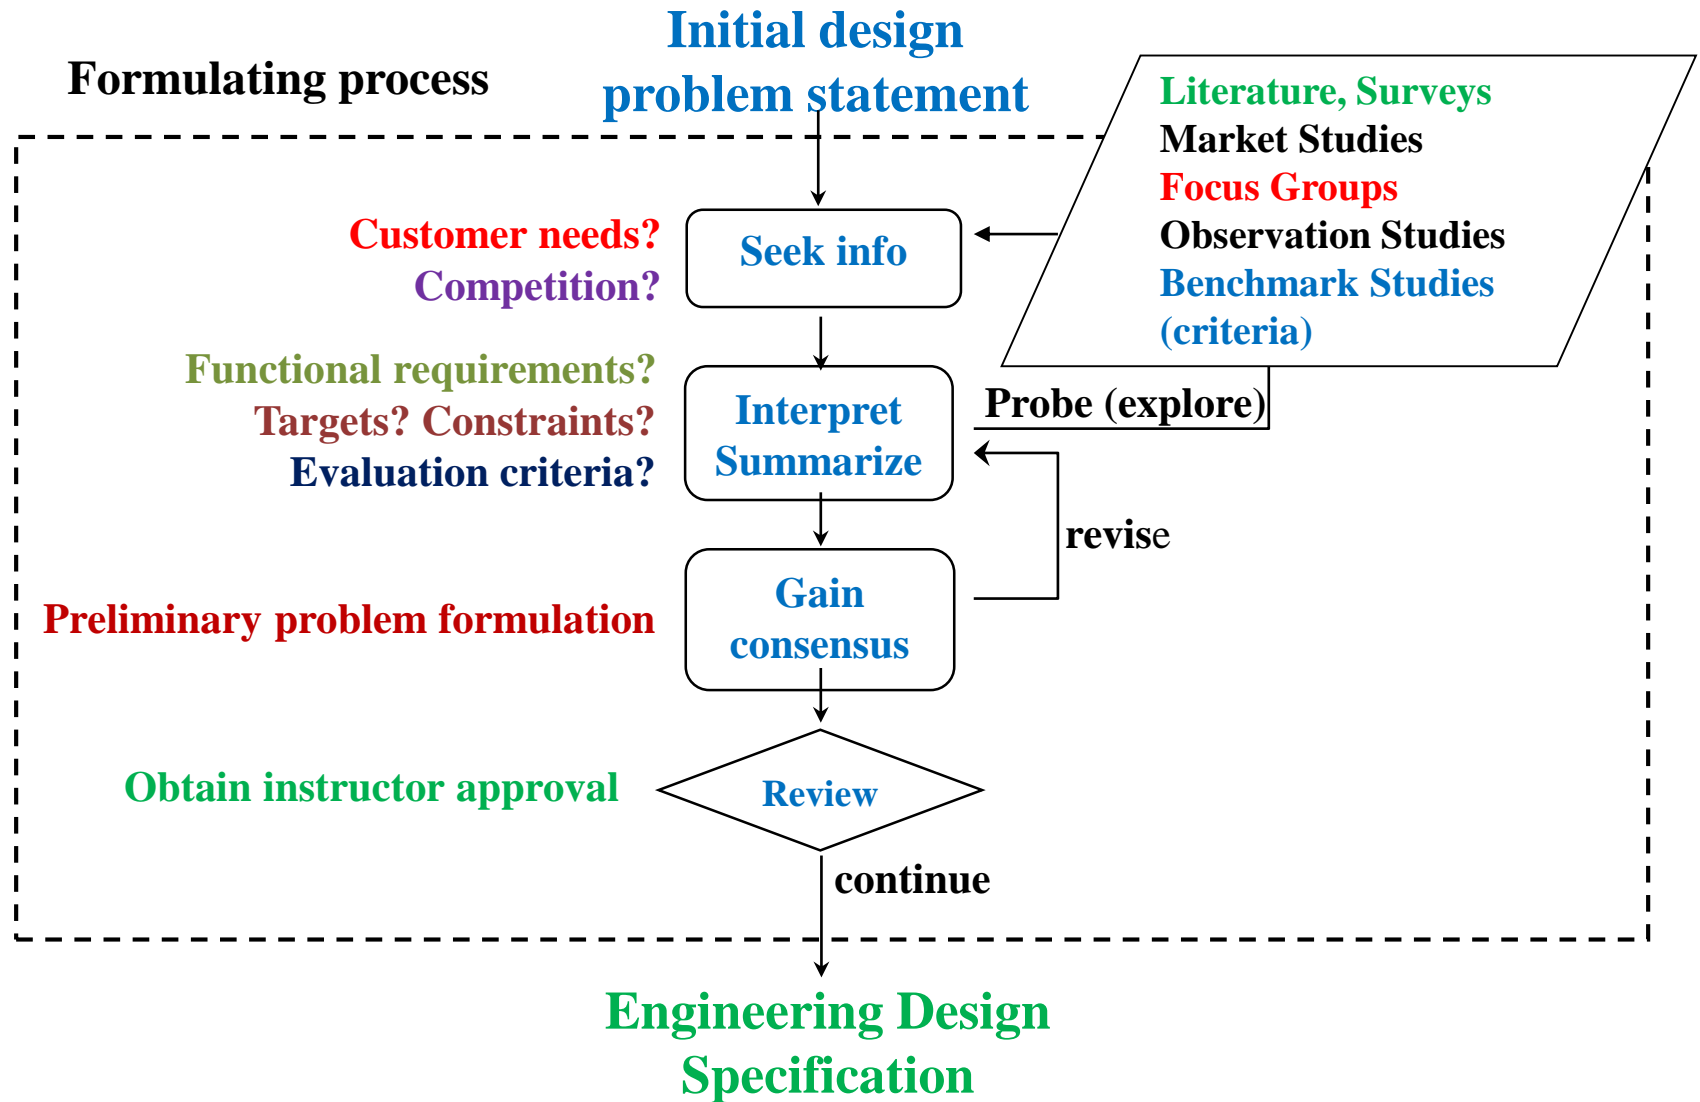 Initial design
problem statement
Formulating process
Literature, Surveys
Market Studies
Focus Groups
Observation Studies
Benchmark Studies
(criteria)
Customer needs?
Competition?
Seek info
Functional requirements?
Targets? Constraints?
Evaluation criteria?
Interpret
Summarize
Probe (explore)
revise
Preliminary problem formulation
Gain
consensus
Obtain instructor approval
Review
continue
Engineering Design
Specification